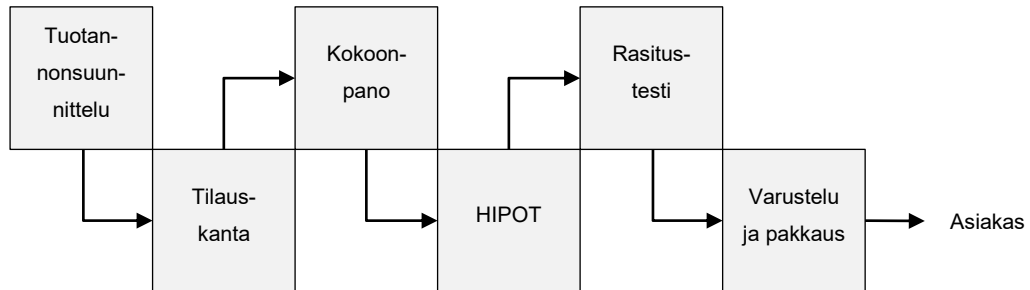 Tuotan-
nonsuun-
nittelu
Tilaus-
kanta
Kokoon-
pano
HIPOT
Rasitus-
testi
Varustelu
ja pakkaus
Asiakas